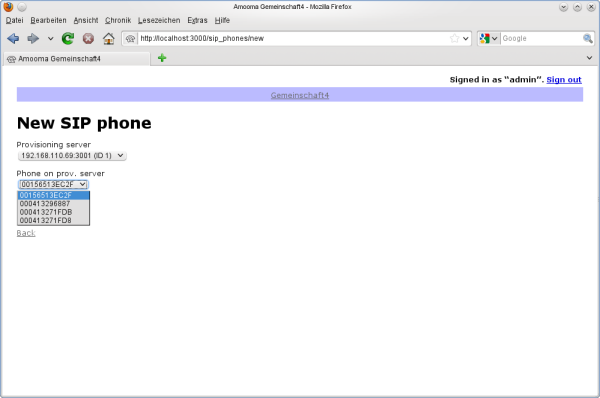 Amooma Gemeinschaft4 - Mozilla Firefox
Datei Bearbeiten Ansicht Chronik Lesezeichen Extras Hilfe
http://localhost:3000/sip_phones/new
Google
Amooma Gemeinschaft4
Signed in as “admin”. Sign out
Gemeinschaft4
New SIP phone
Provisioning server
192.168.110.69:3001 (ID 1)
Phone on prov. server
00156513EC2F
00156513EC2F
000413296887
000413271FDB
000413271FD8
Back